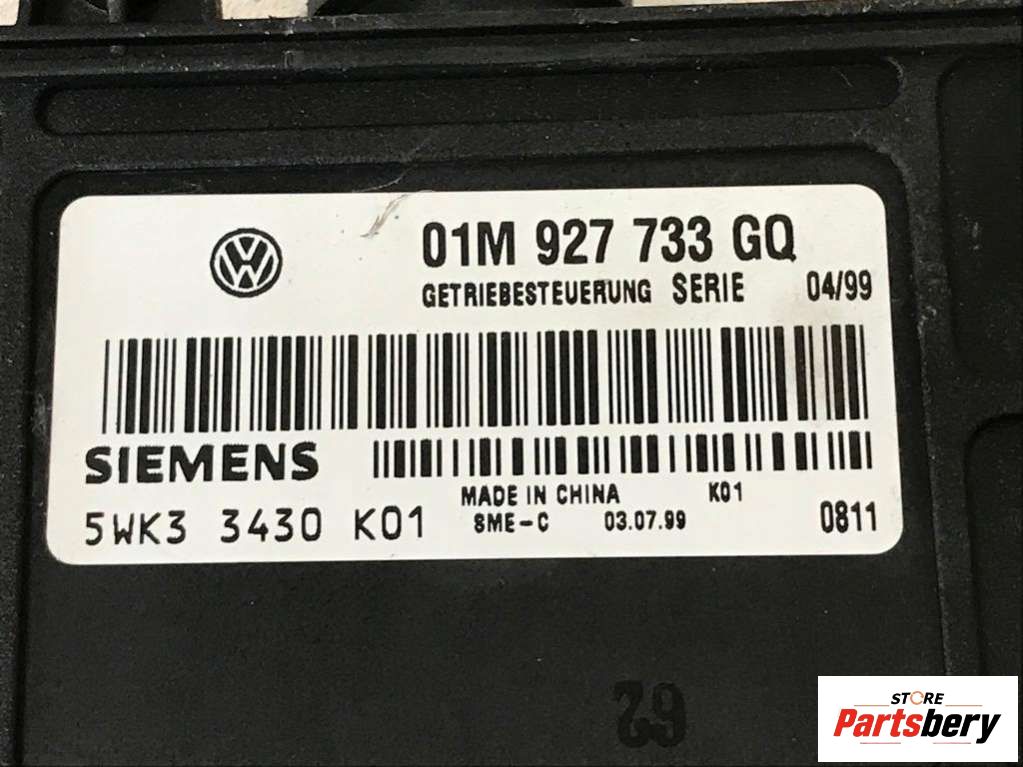 01M 927 733 GQ
GETRIEBESTEUERUNG SERIE 04/99
SIEMENS
MADE IN CHINA K01
5WK3 3430 K01 SME-C 03.07.99 0811
62
STORE
Partsbery